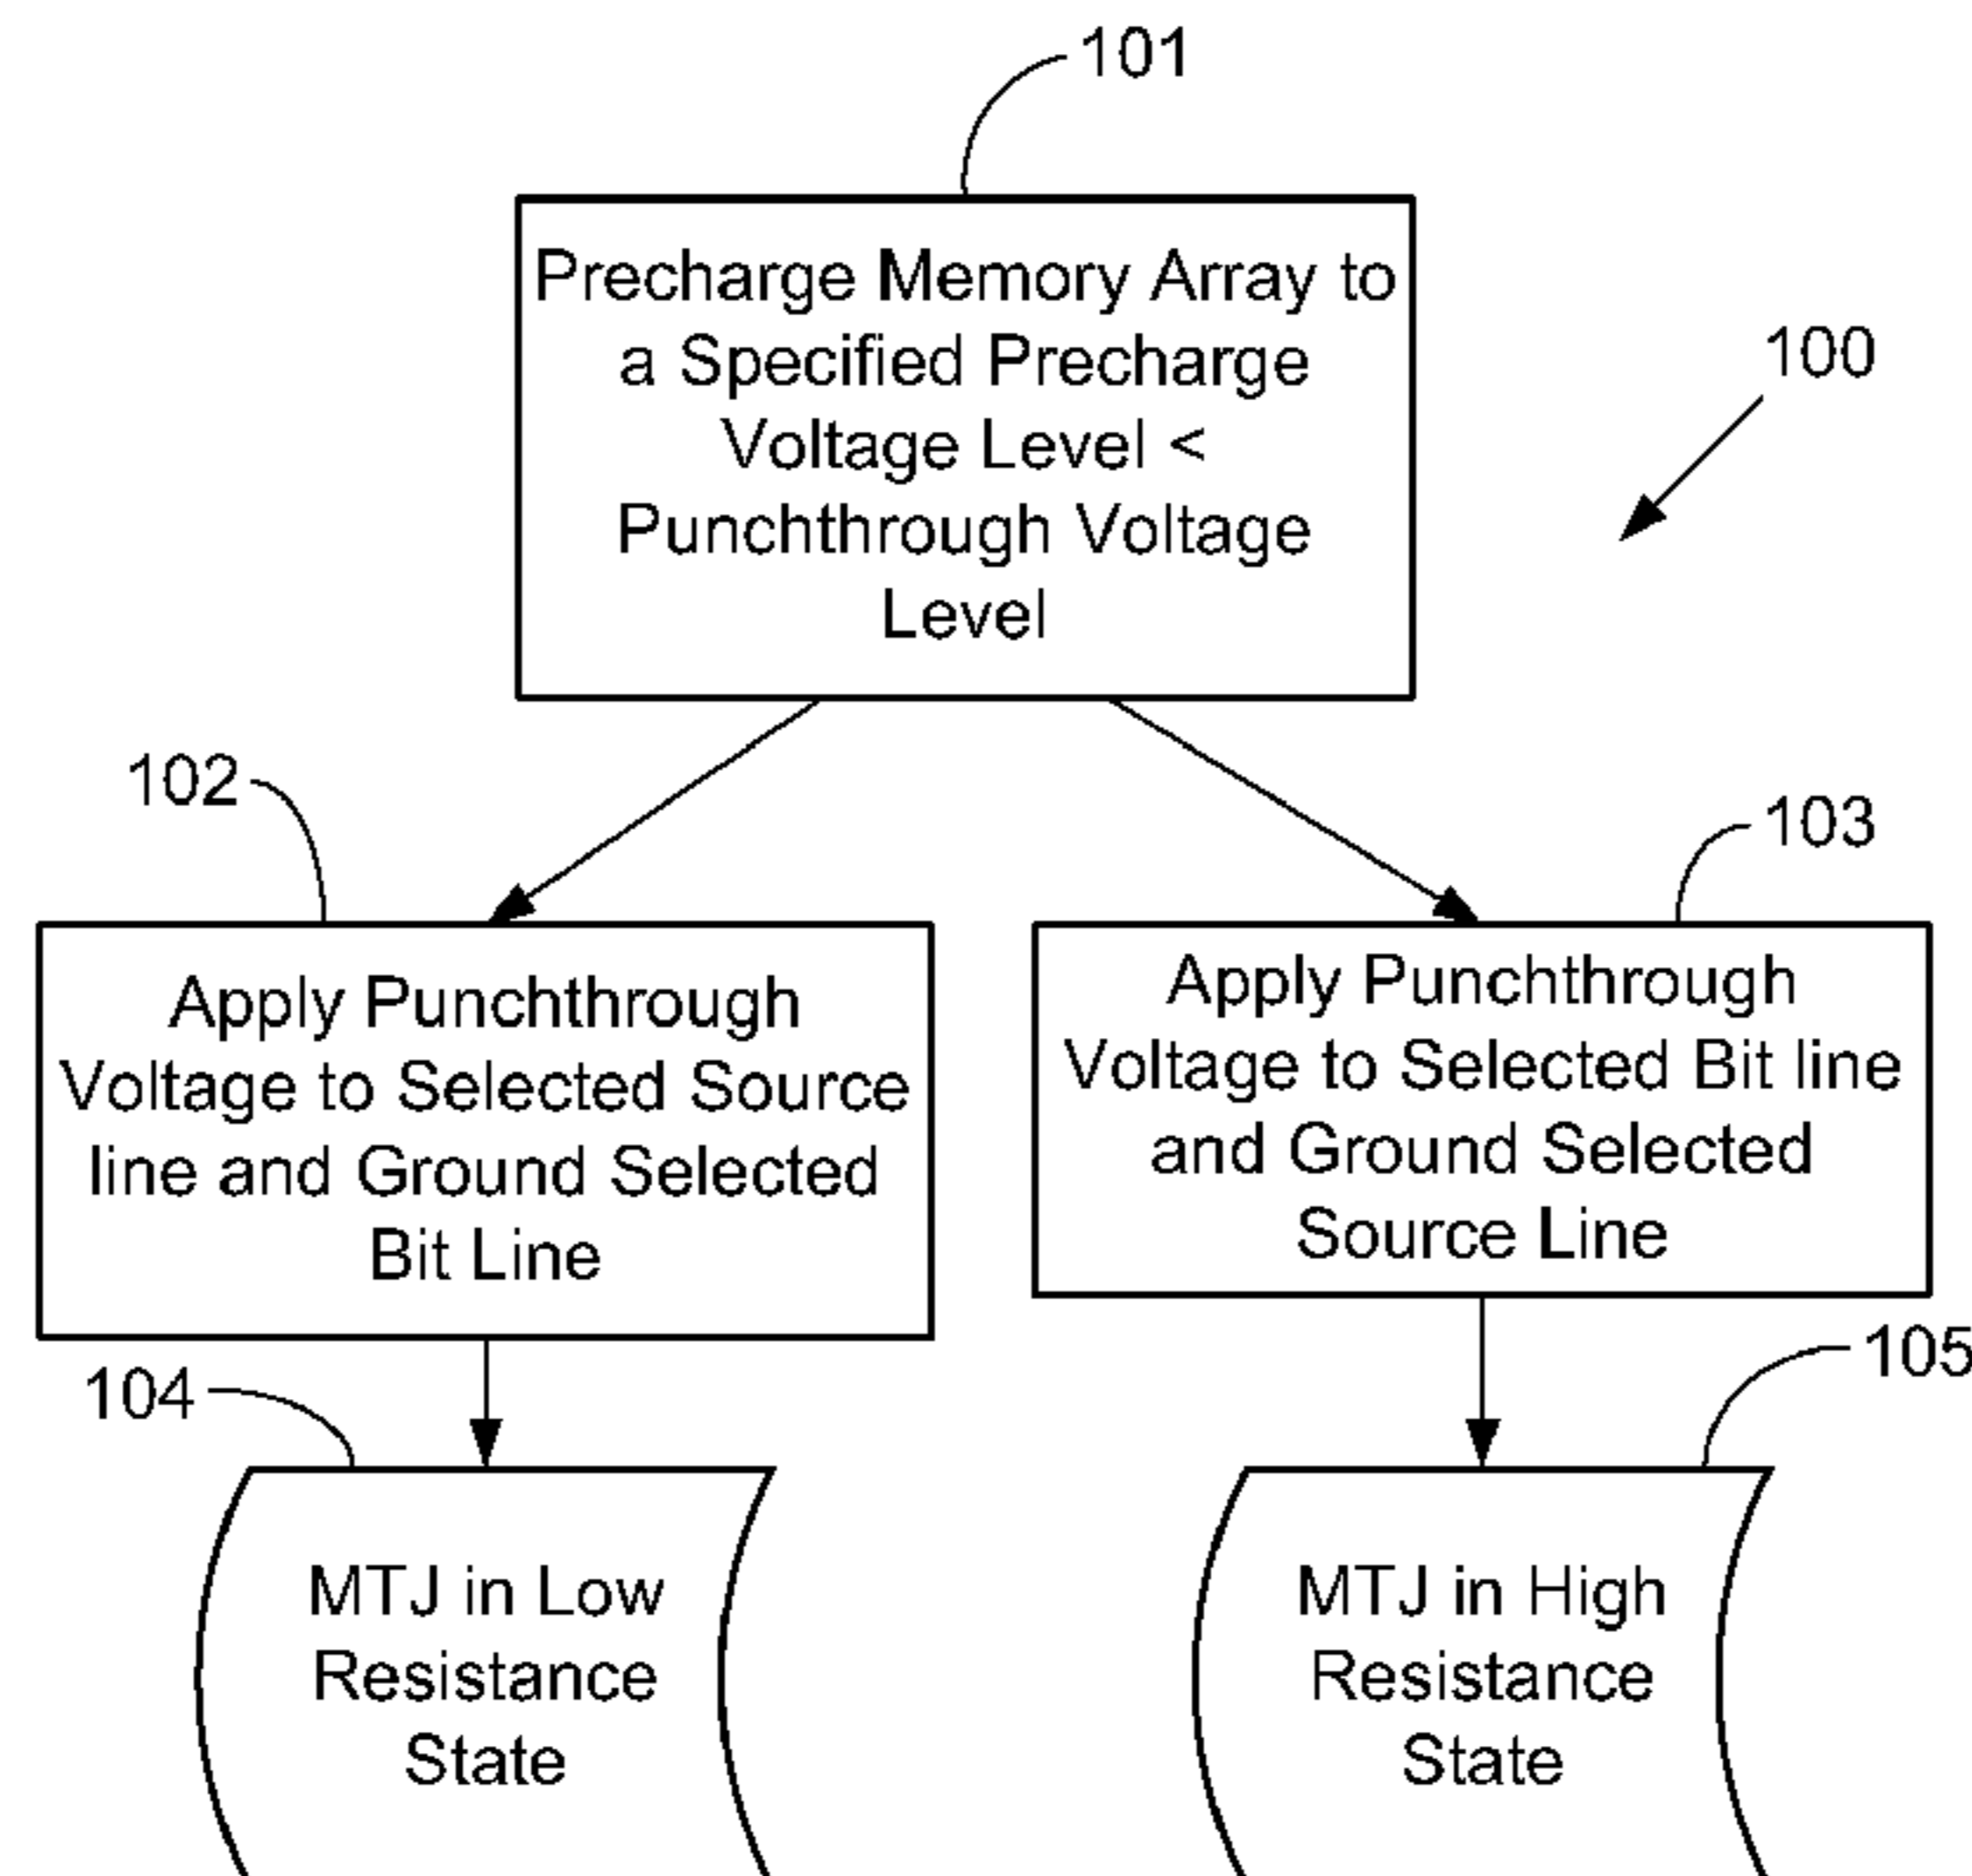 101
Precharge Memory Array to
a Specified Precharge
Voltage Level <
Punchthrough Voltage
Level
100
102
103
Apply Punchthrough
Voltage to Selected Source
line and Ground Selected
Bit Line
Apply Punchthrough
Voltage to Selected Bit line
and Ground Selected
Source Line
104
105
MTJ in Low
Resistance
State
MTJ in High
Resistance
State